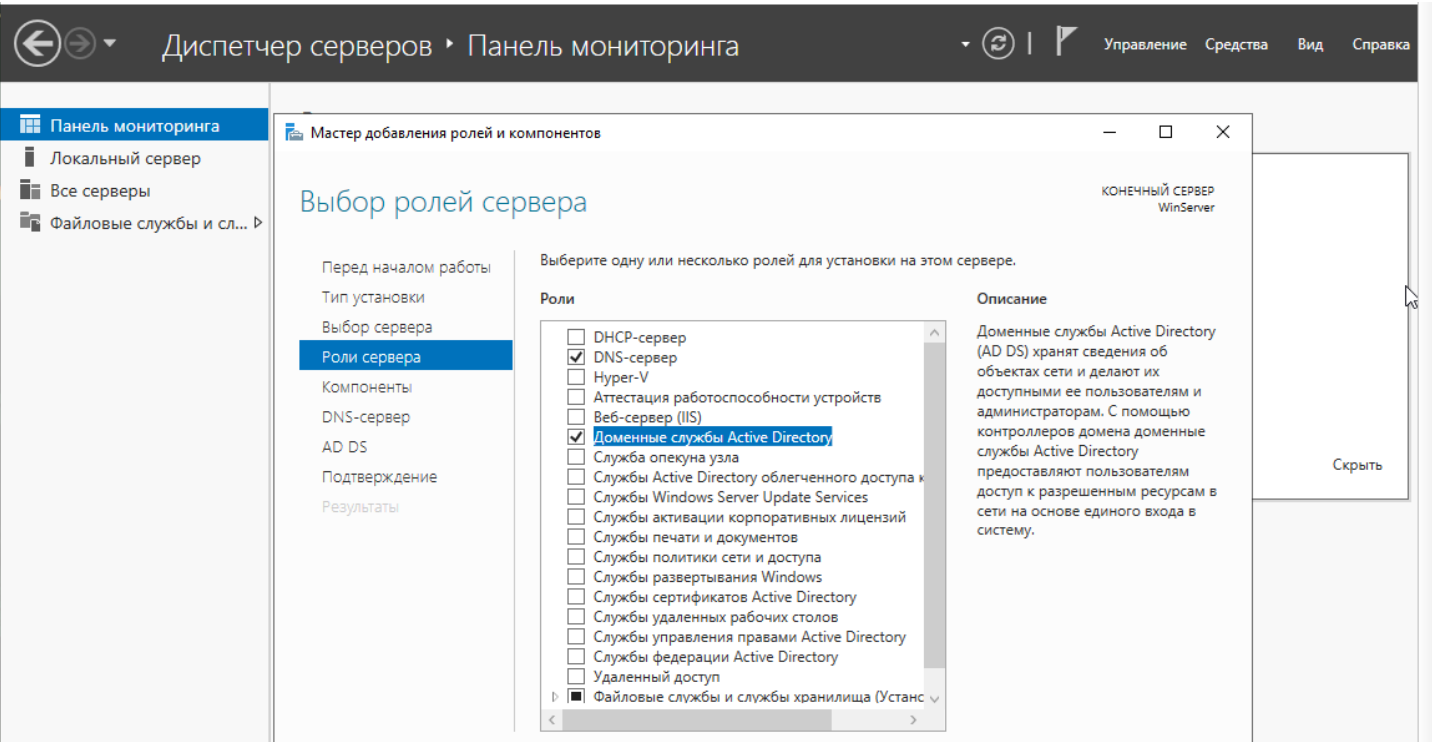 Диспетчер серверов ‣ Панель мониторинга
Управление Средства Вид Справка
Панель мониторинга
Локальный сервер
Все серверы
Файловые службы и сл...
Мастер добавления ролей и компонентов
Выбор ролей сервера
КОНЕЧНЫЙ СЕРВЕР
WinServer
Перед началом работы
Тип установки
Выбор сервера
Роли сервера
Компоненты
DNS-сервер
AD DS
Подтверждение
Результаты
Выберите одну или несколько ролей для установки на этом сервере.
Роли
DHCP-сервер
DNS-сервер
Hyper-V
Аттестация работоспособности устройств
Веб-сервер (IIS)
Доменные службы Active Directory
Служба опекуна узла
Службы Active Directory облегченного доступа к
Службы Windows Server Update Services
Службы активации корпоративных лицензий
Службы печати и документов
Службы политики сети и доступа
Службы развертывания Windows
Службы сертификатов Active Directory
Службы удаленных рабочих столов
Службы управления правами Active Directory
Службы федерации Active Directory
Удаленный доступ
Файловые службы и службы хранилища (Устанс
Описание
Доменные службы Active Directory
(AD DS) хранят сведения об
объектах сети и делают их
доступными ее пользователям и
администраторам. С помощью
контроллеров домена доменные
службы Active Directory
предоставляют пользователям
доступ к разрешенным ресурсам в
сети на основе единого входа в
систему.
Скрыть